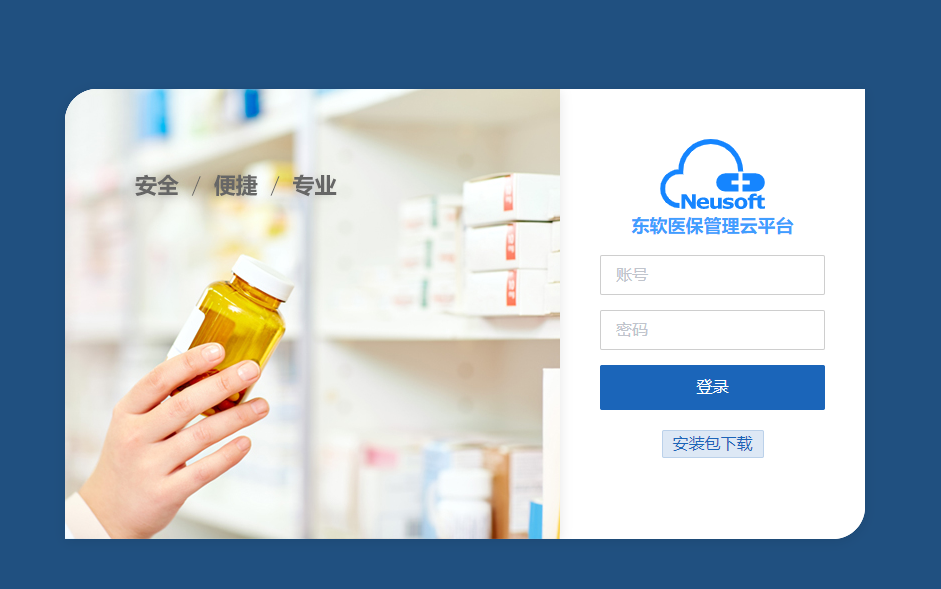 安全 / 便捷 / 专业
Neusoft
东软医保管理云平台
账号
密码
登录
安装包下载